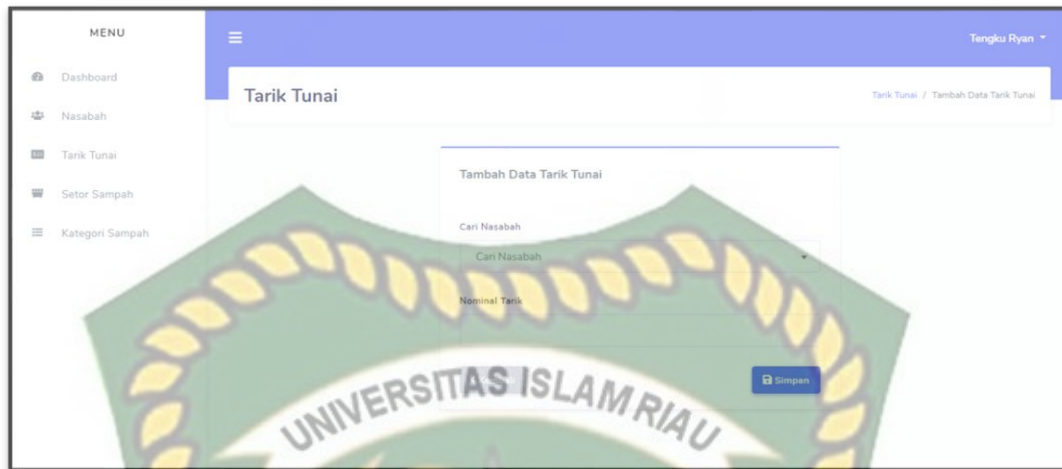 MENU
Dashboard
Nasabah
Tarik Tunai
Setor Sampah
Kategori Sampah
Tengku Ryan
Tarik Tunai
Tarik Tunai / Tambah Data Tarik Tunai
Tambah Data Tarik Tunai
Cari Nasabah
Cari Nasabah
Nominal Tarik
Simpan
UNIVERSITAS ISLAM RIAU